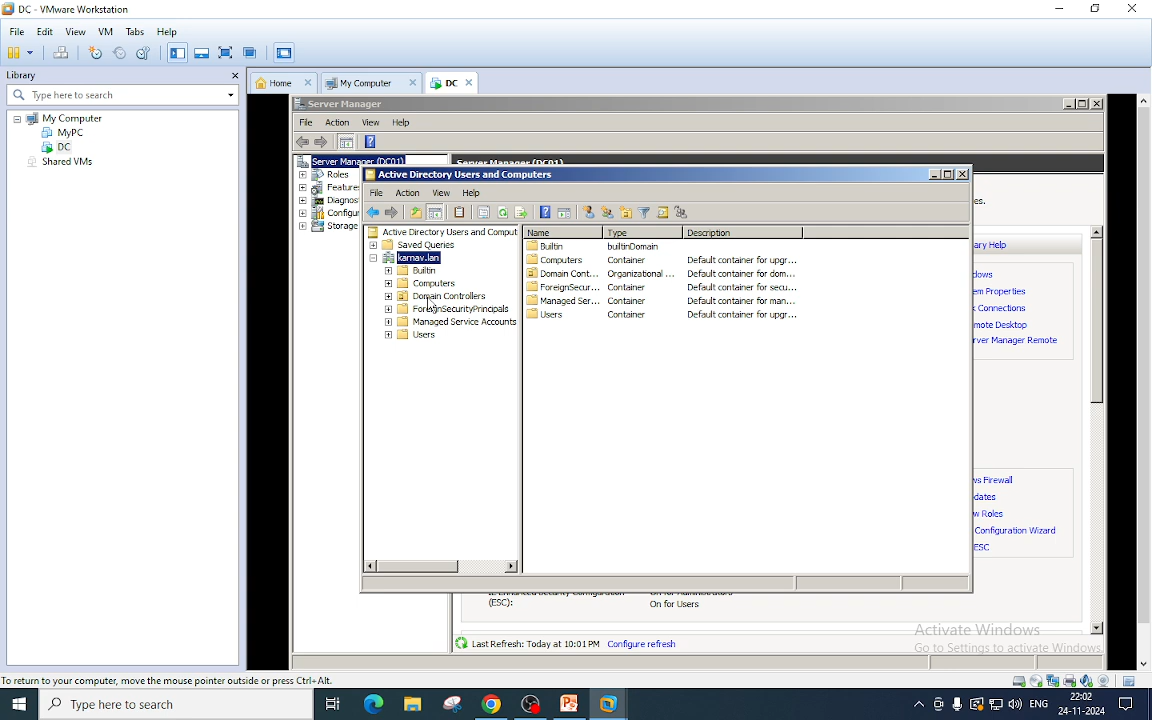 DC - VMware Workstation
File Edit View VM Tabs Help
Library
Type here to search
My Computer
MyPC
DC
Shared VMs
Home
My Computer
DC
Server Manager
File Action View Help
Server Manager (DC01)
Roles
Features
Diagnos
Configur
Storage
Server Manager (DC01)
Active Directory Users and Computers
File Action View Help
Active Directory Users and Comput
Saved Queries
karnav.lan
Builtin
Computers
Domain Controllers
ForeignSecurityPrincipals
Managed Service Accounts
Users
Name Type Description
Builtin builtinDomain
Computers Container Default container for upgr...
Domain Cont... Organizational ... Default container for dom...
ForeignSecur... Container Default container for secu...
Managed Ser... Container Default container for man...
Users Container Default container for upgr...
es.
ary Help
dows
em Properties
Connections
mote Desktop
rver Manager Remote
ws Firewall
dates
w Roles
Configuration Wizard
ESC
(ESC):
On for Users
Last Refresh: Today at 10:01 PM Configure refresh
Activate Windows
Go to Settings to activate Windows.
To return to your computer, move the mouse pointer outside or press Ctrl+Alt.
Type here to search
ENG
22:02
24-11-2024